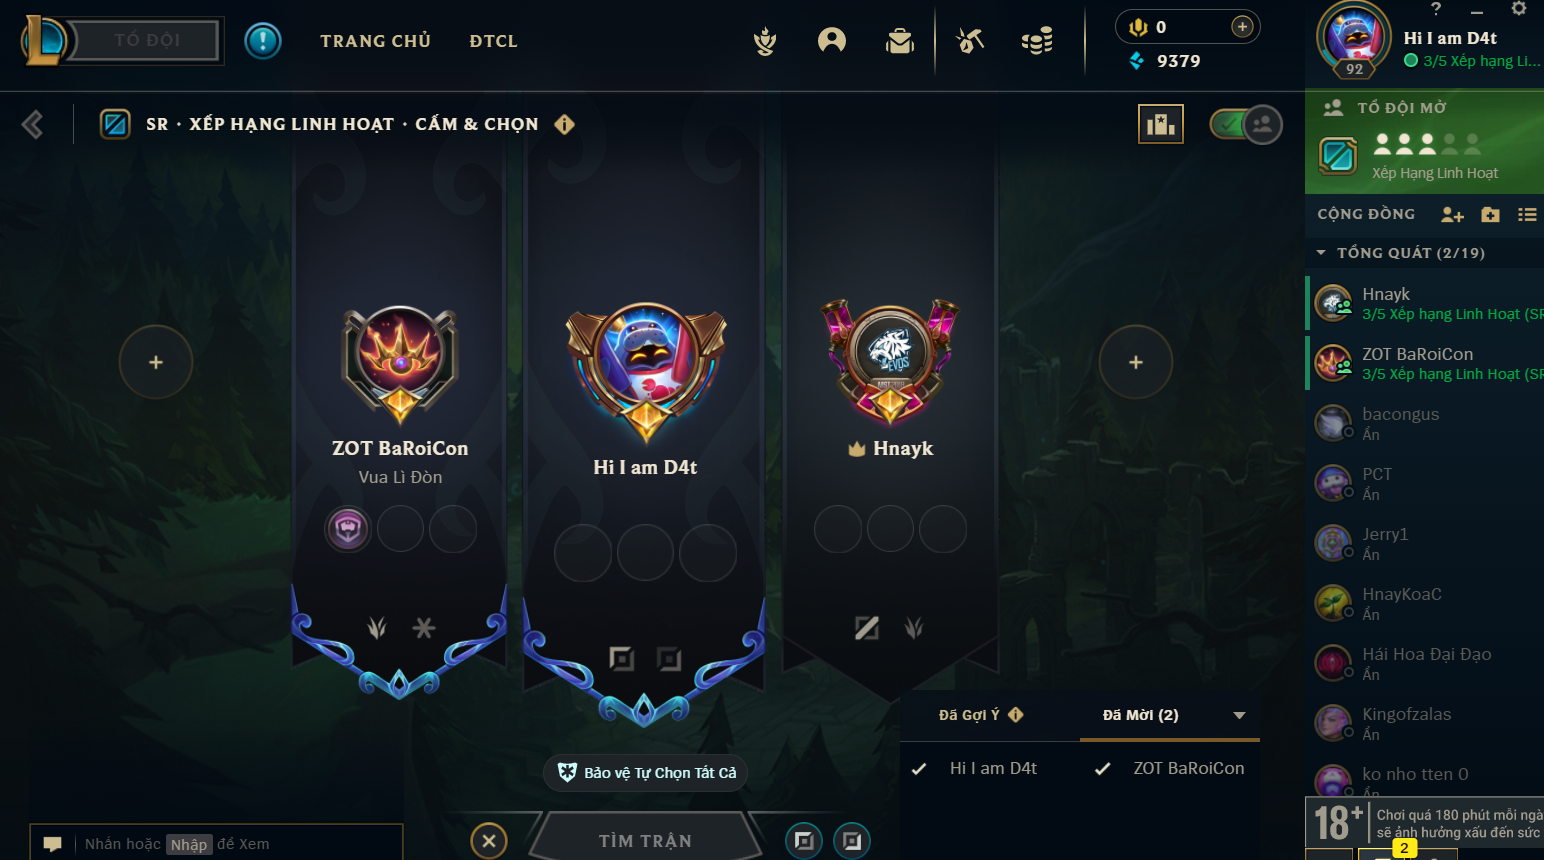 TỔ ĐỘI
TRANG CHỦ
ĐTCL
0
9379
?
Hi I am D4t
3/5 Xếp hạng Li...
92
SR • XẾP HẠNG LINH HOẠT • CẤM & CHỌN
TỔ ĐỘI MỞ
Xếp Hạng Linh Hoạt
CỘNG ĐỒNG
TỔNG QUÁT (2/19)
Hnayk
3/5 Xếp hạng Linh Hoạt (SR
ZOT BaRoiCon
3/5 Xếp hạng Linh Hoạt (SR
bacongus
Ẩn
PCT
Ẩn
Jerry1
Ẩn
HnayKoaC
Ẩn
Hái Hoa Đại Đạo
Ẩn
Kingofzalas
Ẩn
ko nho tten 0
Ẩn
18+
Chơi quá 180 phút mỗi ngà
sẽ ảnh hưởng xấu đến sức
2
EVOS
ZOT BaRoiCon
Vua Lì Đòn
Hi I am D4t
Hnayk
Đã Gợi Ý
Đã Mời (2)
Hi I am D4t
ZOT BaRoiCon
Bảo vệ Tự Chọn Tất Cả
TÌM TRẬN
Nhấn hoặc Nhập để Xem